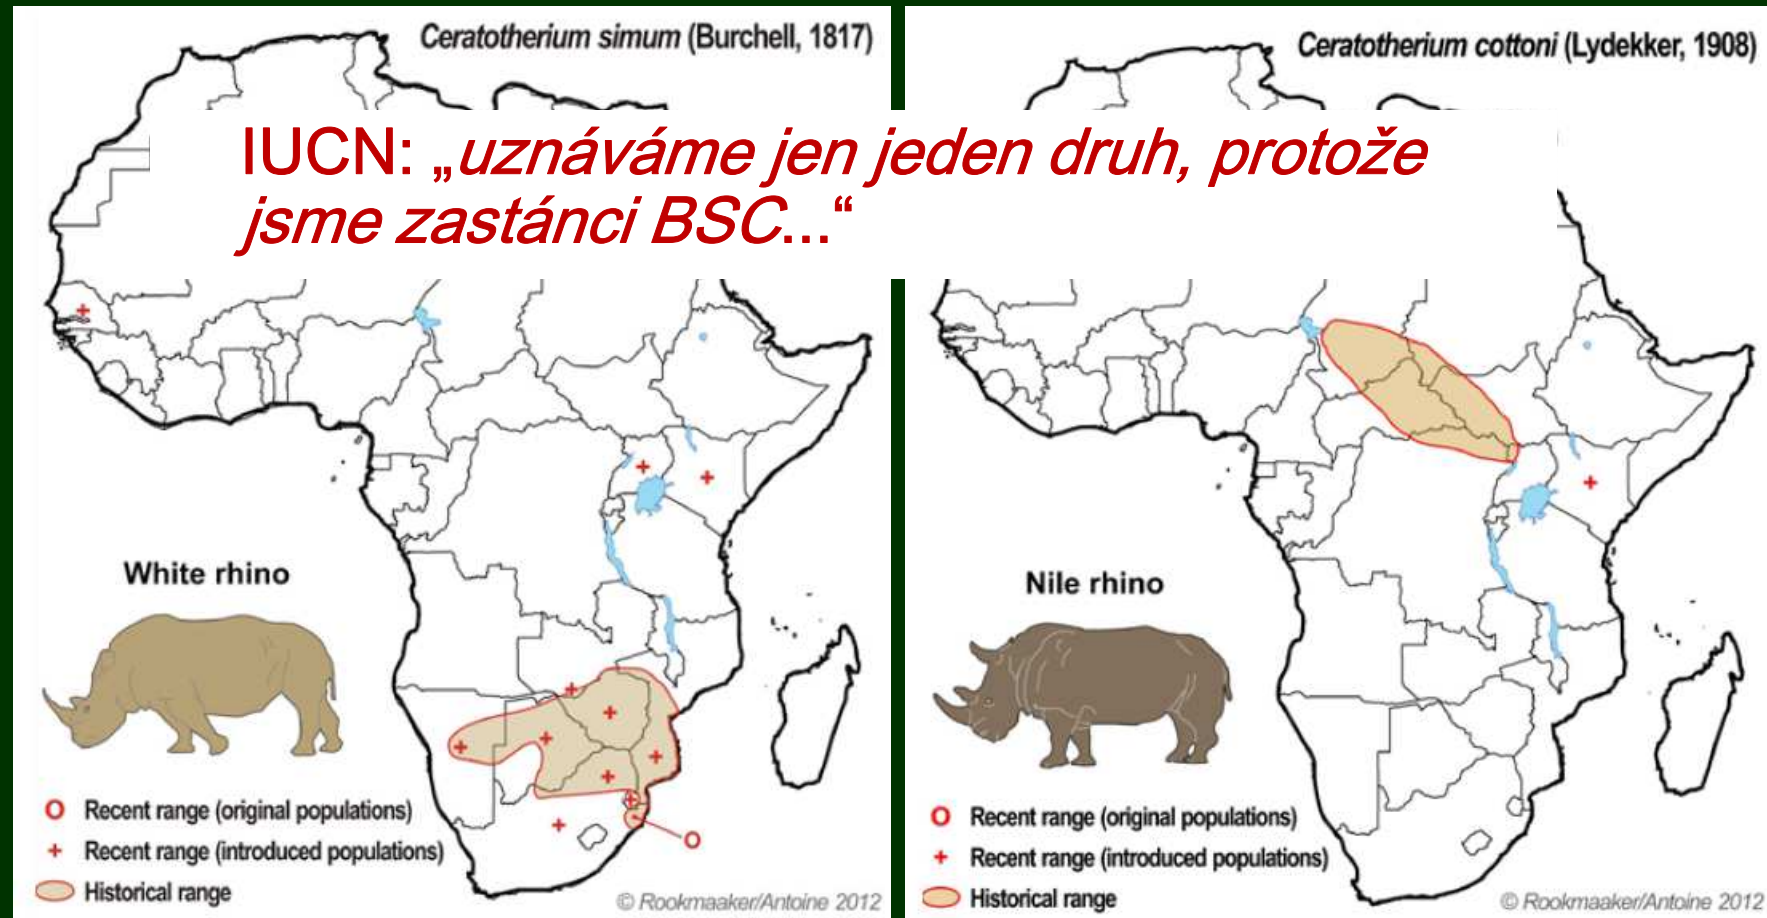 Ceratotherium simum (Burchell, 1817)
Ceratotherium cottoni (Lydekker, 1908)
IUCN: „uznáváme jen jeden druh, protože
jsme zastánci BSC...“
White rhino
O Recent range (original populations)
+ Recent range (introduced populations)
Historical range
O
© Rookmaaker/Antoine 2012
Nile rhino
O Recent range (original populations)
+ Recent range (introduced populations)
Historical range
© Rookmaaker/Antoine 2012